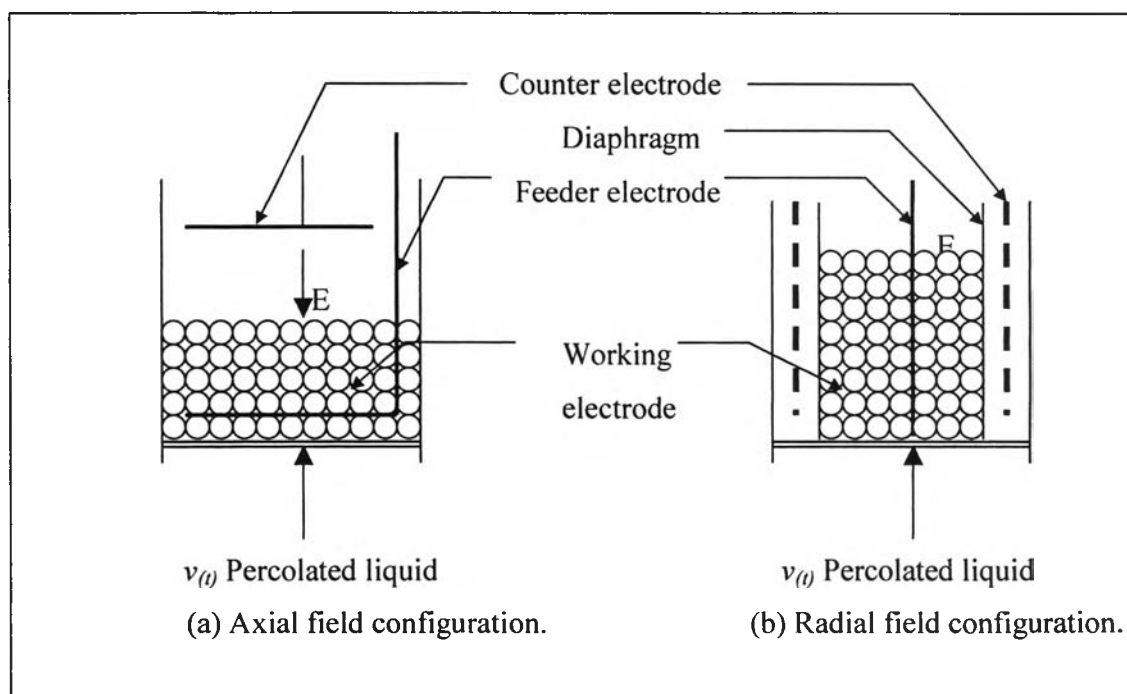 Counter electrode
Diaphragm
Feeder electrode
E
E
Working
electrode
v(t) Percolated liquid
v(t) Percolated liquid
(a) Axial field configuration.
(b) Radial field configuration.